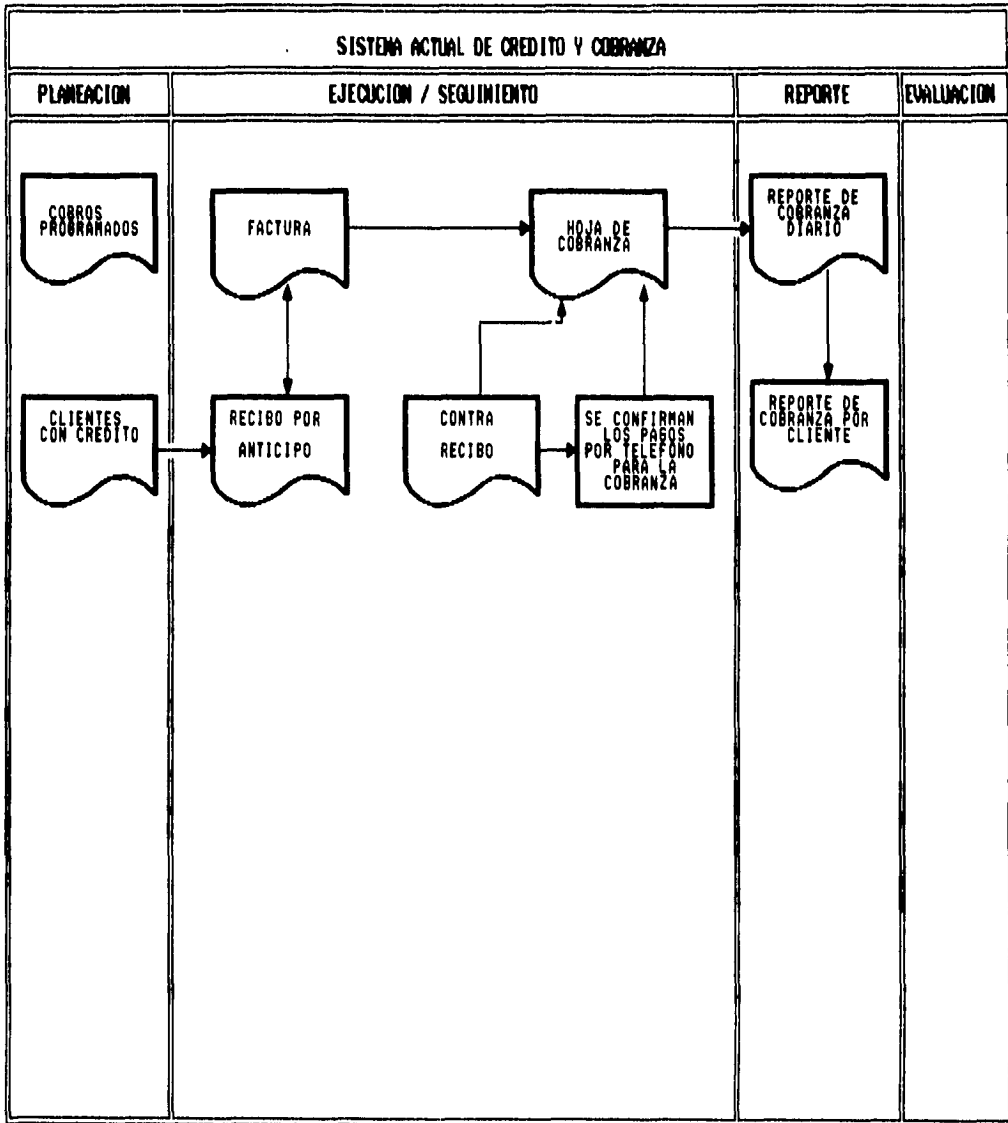 SISTEMA ACTUAL DE CREDITO Y COBRANZA
PLANEACION
EJECUCION / SEGUIMIENTO
REPORTE
EVALUACION
COBROS
PROGRAMADOS
FACTURA
HOJA DE
COBRANZA
REPORTE DE
COBRANZA
DIARIO
CLIENTES
CON CREDITO
RECIBO POR
ANTICIPO
CONTRA
RECIBO
SE CONFIRMAN
LOS PAGOS
POR TELEFONO
PARA LA
COBRANZA
REPORTE DE
COBRANZA POR
CLIENTE